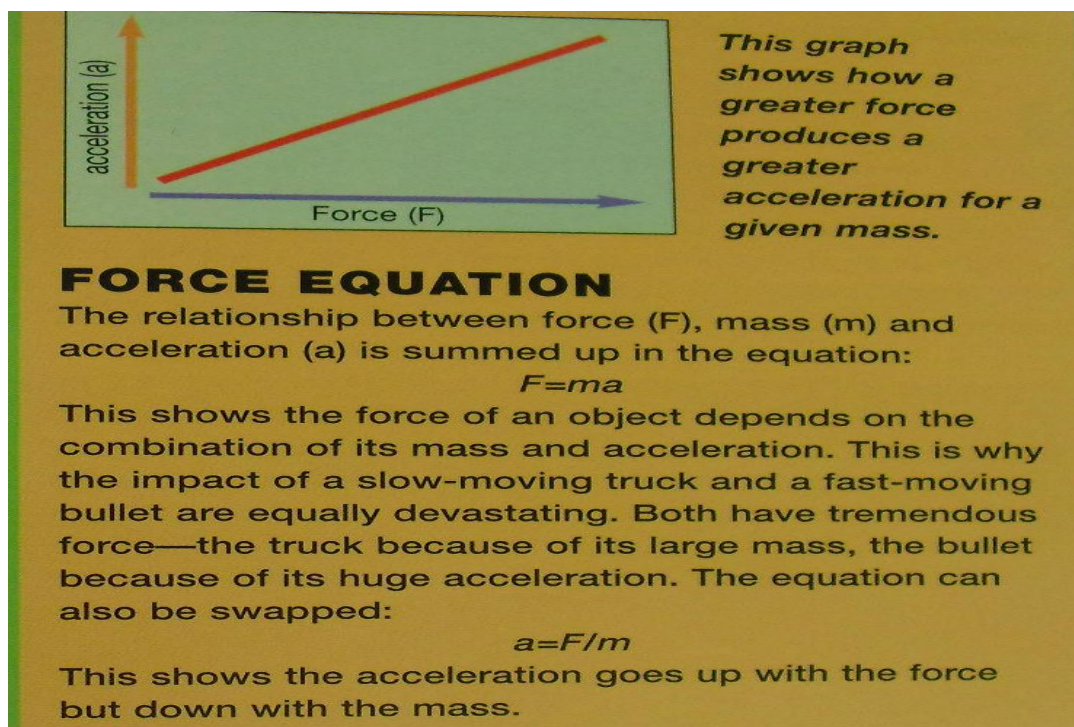 acceleration (a)
Force (F)
This graph
shows how a
greater force
produces a
greater
acceleration for a
given mass.
FORCE EQUATION
The relationship between force (F), mass (m) and
acceleration (a) is summed up in the equation:
F=ma
This shows the force of an object depends on the
combination of its mass and acceleration. This is why
the impact of a slow-moving truck and a fast-moving
bullet are equally devastating. Both have tremendous
force—the truck because of its large mass, the bullet
because of its huge acceleration. The equation can
also be swapped:
a=F/m
This shows the acceleration goes up with the force
but down with the mass.